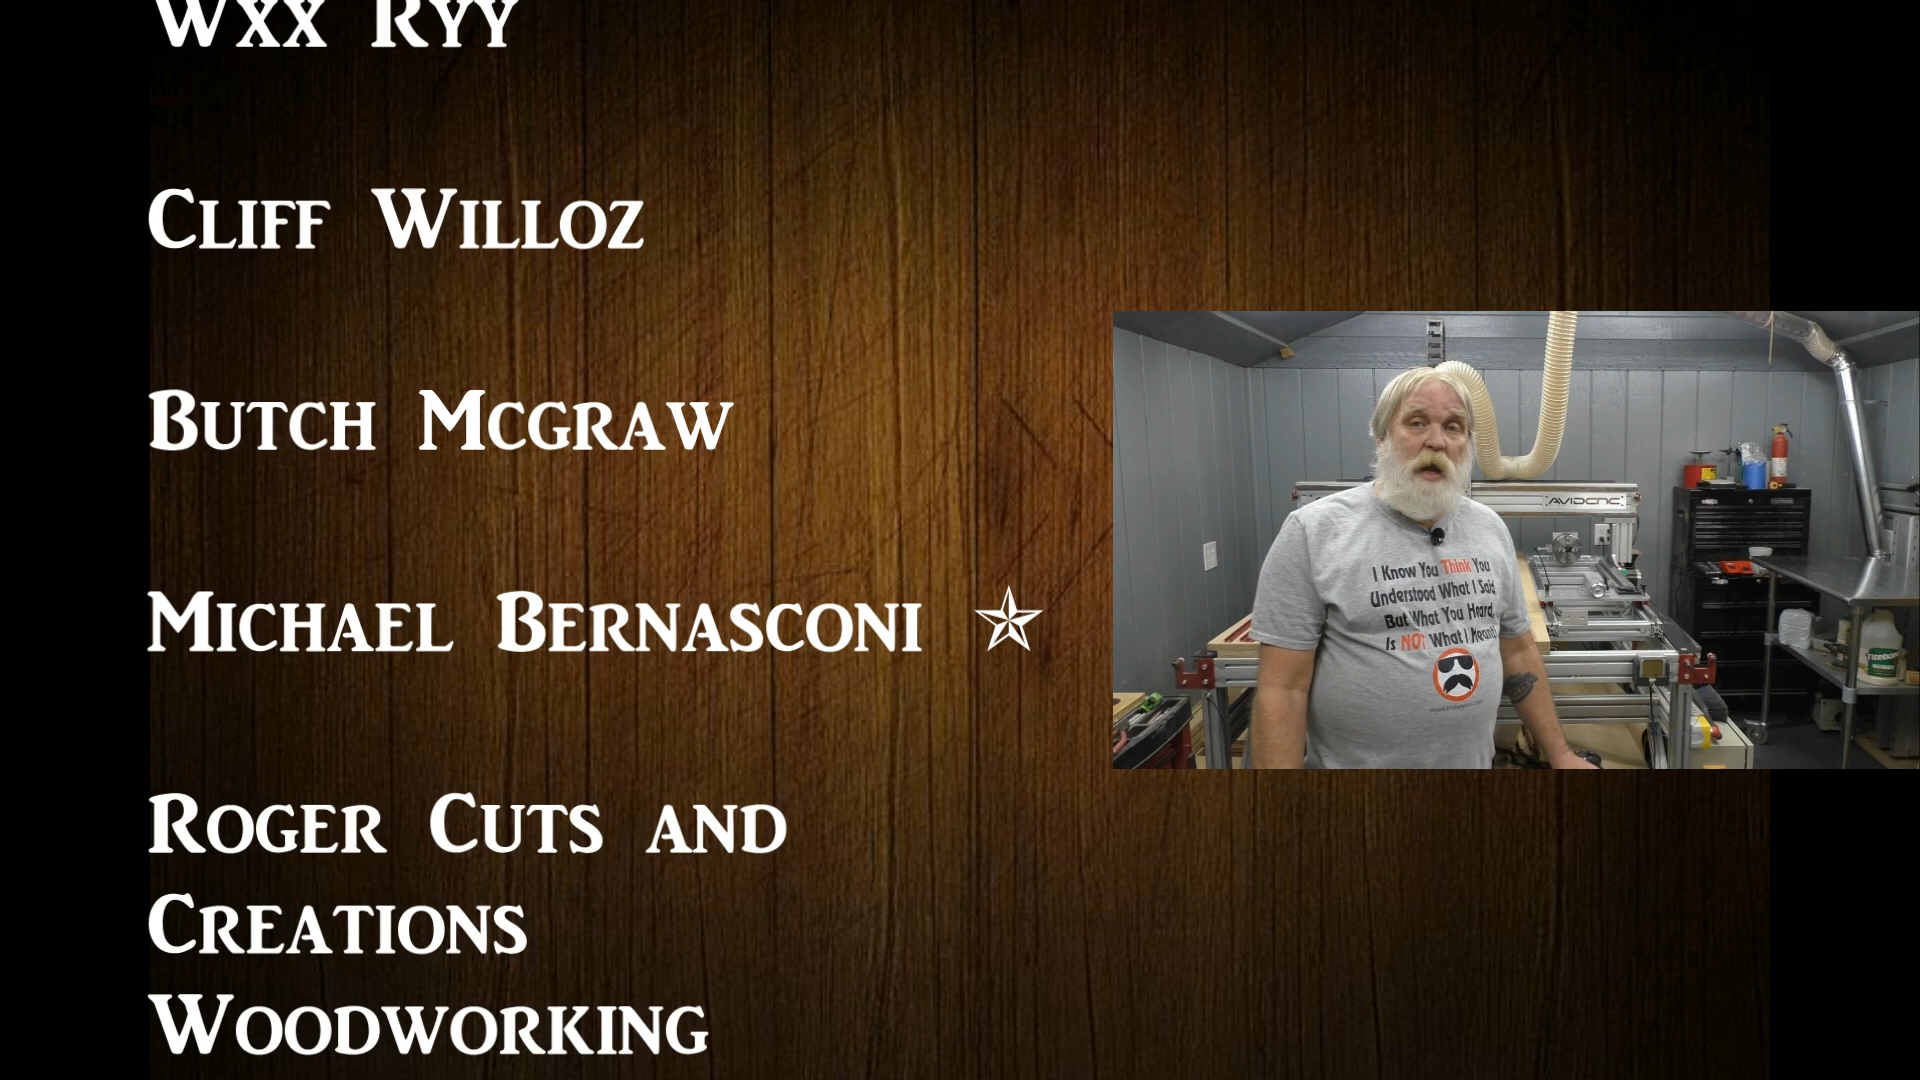 Wxx Ryy
Cliff Willoz
Butch Mcgraw
Michael Bernasconi
Roger Cuts and
Creations
Woodworking
AVIDCNC
I Know You Think You
Understood What I Said
But What You Heard,
Is NOT What I Meant!